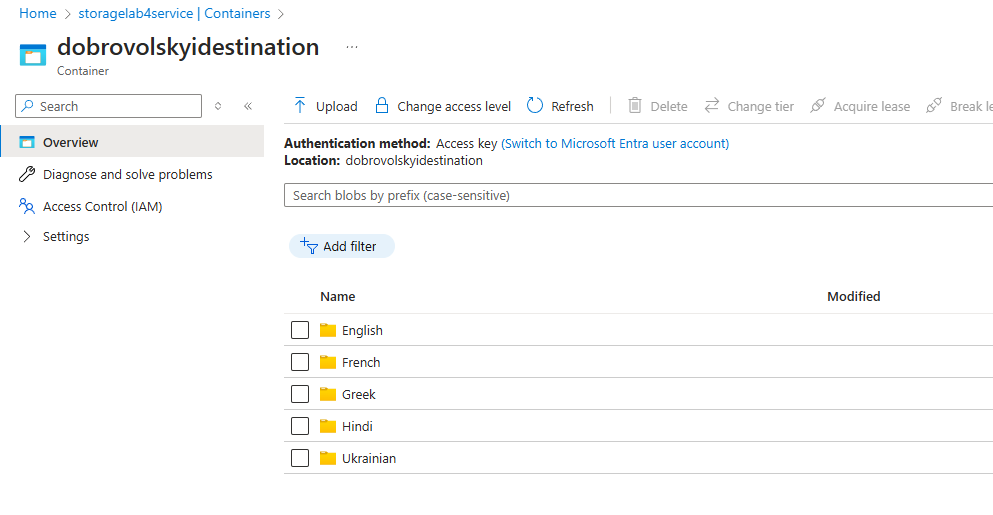 Home > storagelab4service | Containers >
dobrovolskyidestination ...
Container
Search
Overview
Diagnose and solve problems
Access Control (IAM)
Settings
Upload Change access level Refresh Delete Change tier Acquire lease Break le
Authentication method: Access key (Switch to Microsoft Entra user account)
Location: dobrovolskyidestination
Search blobs by prefix (case-sensitive)
Add filter
Name Modified
English
French
Greek
Hindi
Ukrainian